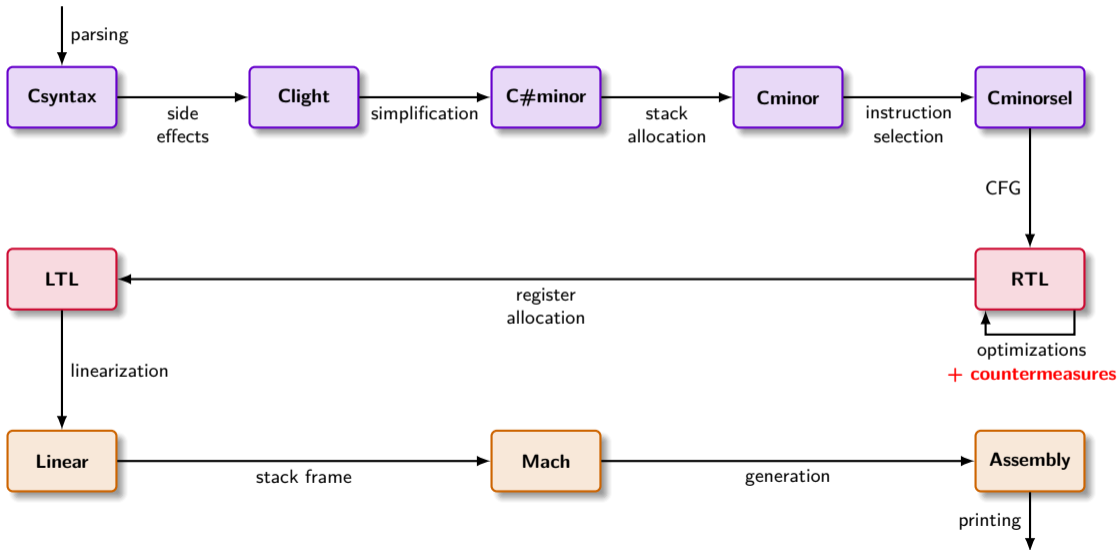 parsing
Csyntax
side
effects
Clight
simplification
C#minor
stack
allocation
Cminor
instruction
selection
Cminorsel
CFG
LTL
register
allocation
RTL
optimizations
+ countermeasures
linearization
Linear
stack frame
Mach
generation
Assembly
printing